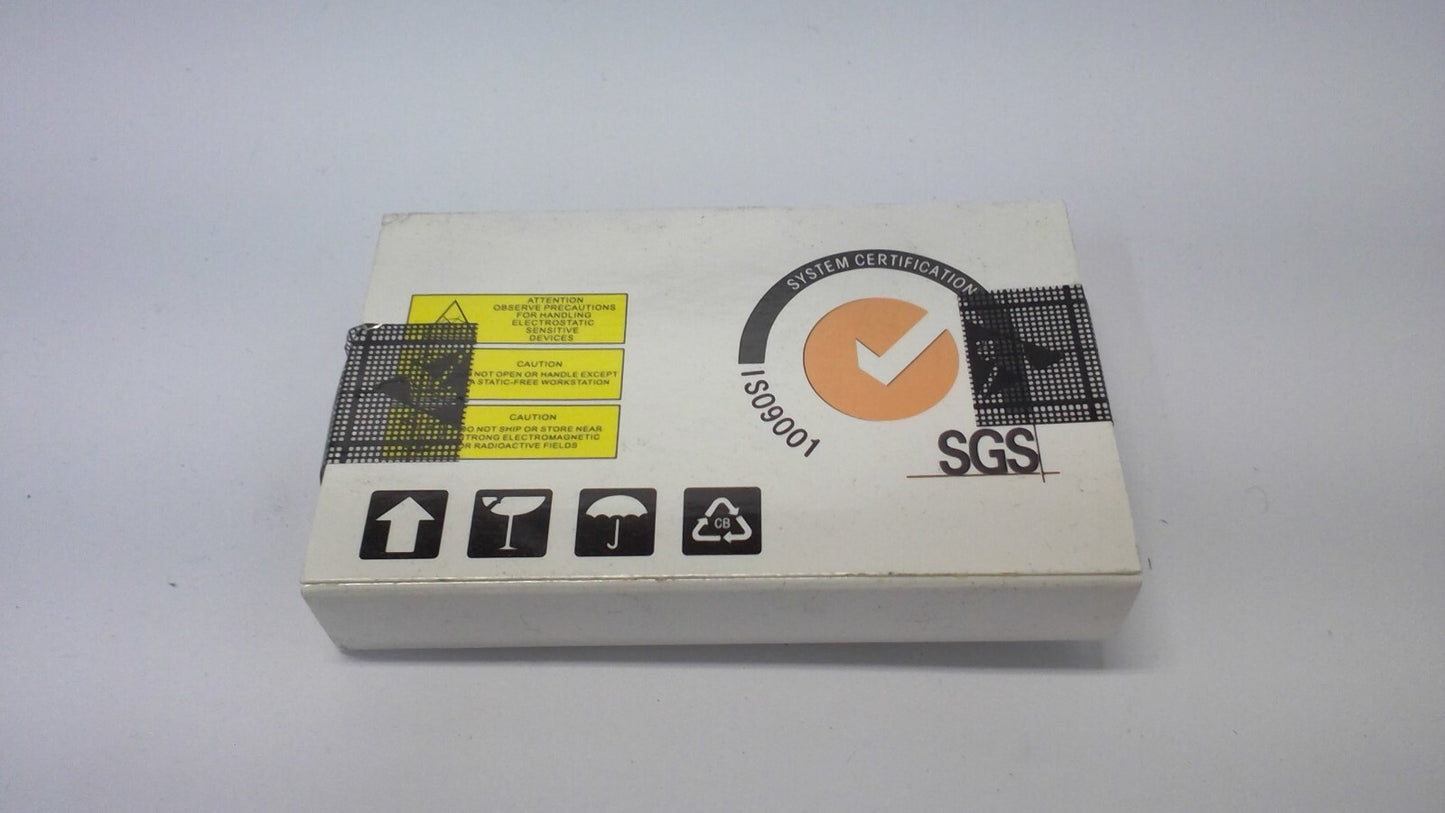 ATTENTION
OBSERVE PRECAUTIONS
FOR HANDLING
ELECTROSTATIC
SENSITIVE
DEVICES
CAUTION
NOT OPEN OR HANDLE EXCEPT
A STATIC-FREE WORKSTATION
CAUTION
DO NOT SHIP OR STORE NEAR
STRONG ELECTROMAGNETIC
OR RADIOACTIVE FIELDS
SYSTEM CERTIFICATION
ISO9001
SGS
CB